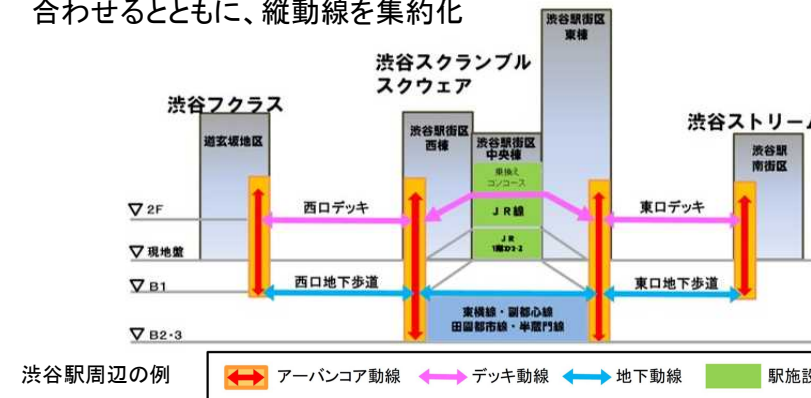 合わせるとともに、縦動線を集約化
渋谷駅街区
東棟
渋谷スクランブル
スクウェア
渋谷フクラス
渋谷ストリーム
道玄坂地区
渋谷駅街区
西棟
渋谷駅街区
中央棟
渋谷駅
南街区
乗換え
コンコース
▽ 2F
西口デッキ
JR線
東口デッキ
▽ 現地盤
JR
▽ B1
西口地下歩道
東口地下歩道
東横線・副都心線
田園都市線・半蔵門線
▽ B2・3
渋谷駅周辺の例
アーバンコア動線
デッキ動線
地下動線
駅施設